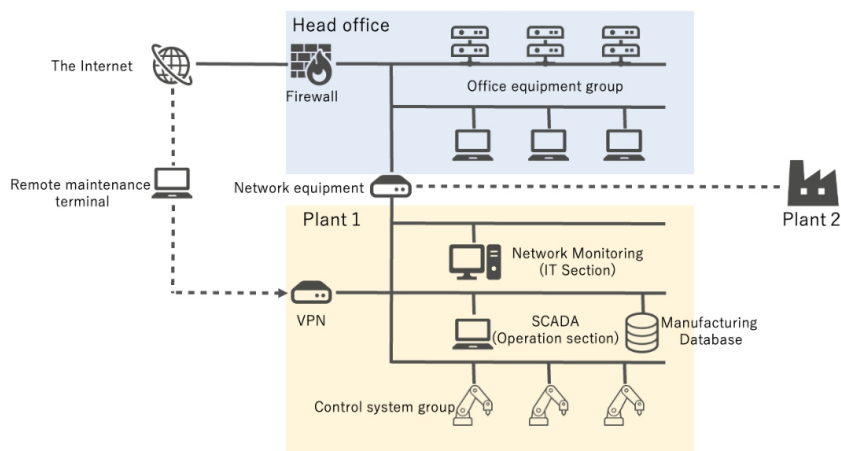 Head office
The Internet
Firewall
Office equipment group
Remote maintenance
terminal
Network equipment
Plant 2
Plant 1
Network Monitoring
(IT Section)
VPN
SCADA
(Operation section)
Manufacturing
Database
Control system group